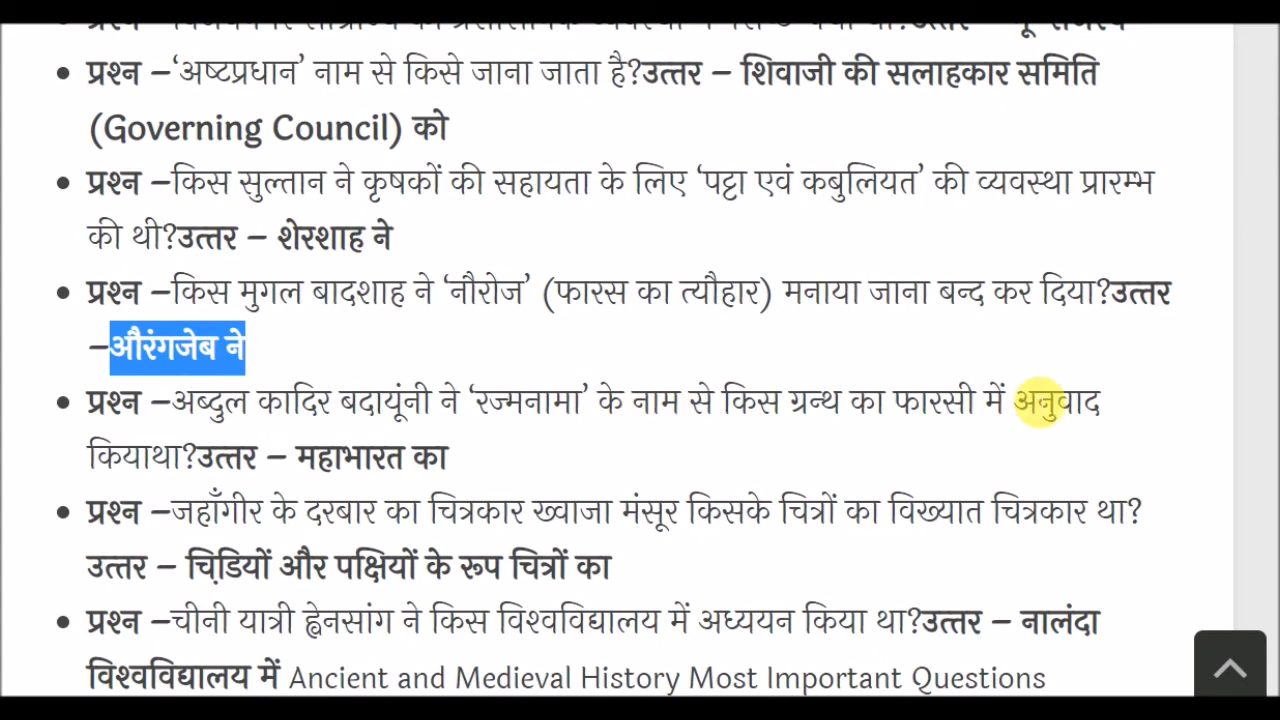 प्रश्न –‘अष्टप्रधान’ नाम से किसे जाना जाता है?उत्तर – शिवाजी की सलाहकार समिति
(Governing Council) को
प्रश्न –किस सुल्तान ने कृषकों की सहायता के लिए ‘पट्टा एवं कबुलियत’ की व्यवस्था प्रारम्भ
की थी?उत्तर – शेरशाह ने
प्रश्न –किस मुगल बादशाह ने ‘नौरोज’ (फारस का त्यौहार) मनाया जाना बन्द कर दिया?उत्तर
–औरंगजेब ने
प्रश्न –अब्दुल कादिर बदायूंनी ने ‘रज्मनामा’ के नाम से किस ग्रन्थ का फारसी में अनुवाद
कियाथा?उत्तर – महाभारत का
प्रश्न –जहाँगीर के दरबार का चित्रकार ख्वाजा मंसूर किसके चित्रों का विख्यात चित्रकार था?
उत्तर – चिडि़यों और पक्षियों के रूप चित्रों का
प्रश्न –चीनी यात्री ह्वेनसांग ने किस विश्वविद्यालय में अध्ययन किया था?उत्तर – नालंदा
विश्वविद्यालय में Ancient and Medieval History Most Important Questions